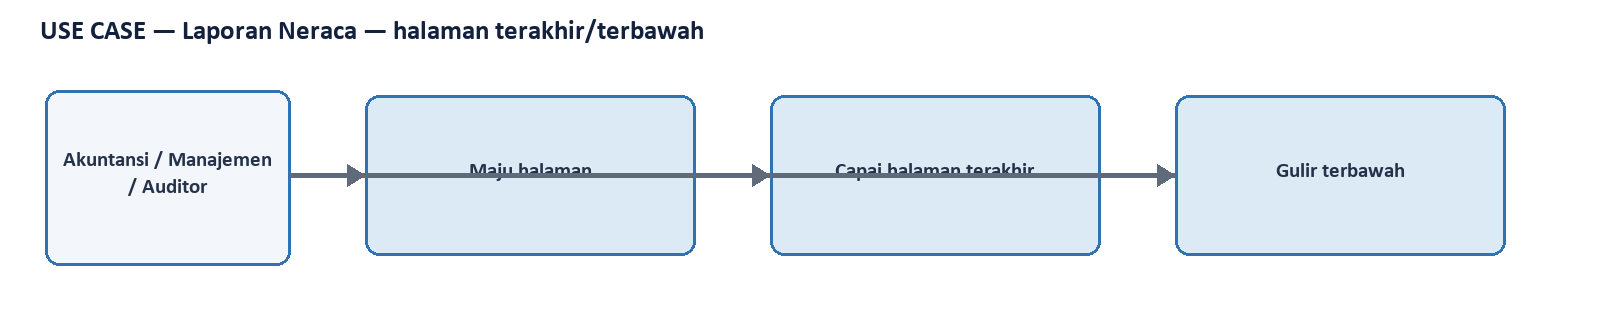 USE CASE — Laporan Neraca — halaman terakhir/terbawah
Akuntansi / Manajemen
/ Auditor
Maju halaman
Capai halaman terakhir
Gulir terbawah